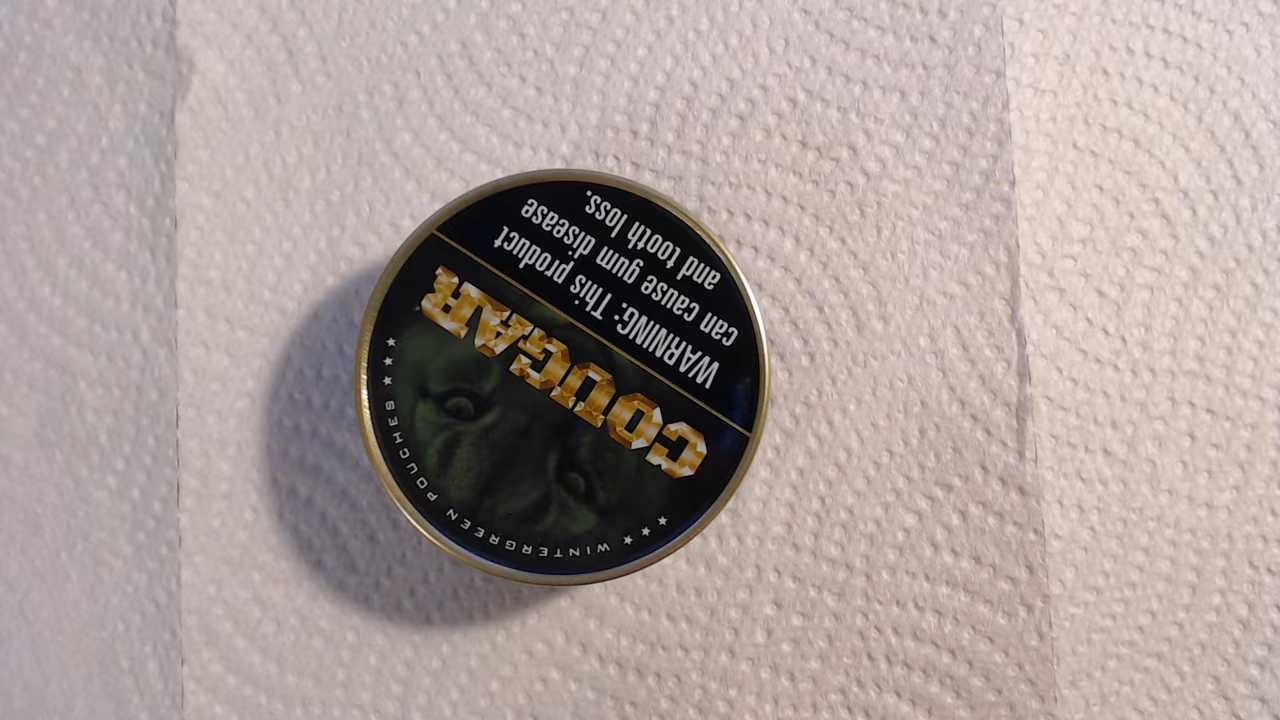 WARNING: This product
can cause gum disease
and tooth loss.
COUGAR
★★★ WINTERGREEN POUCHES ★★★